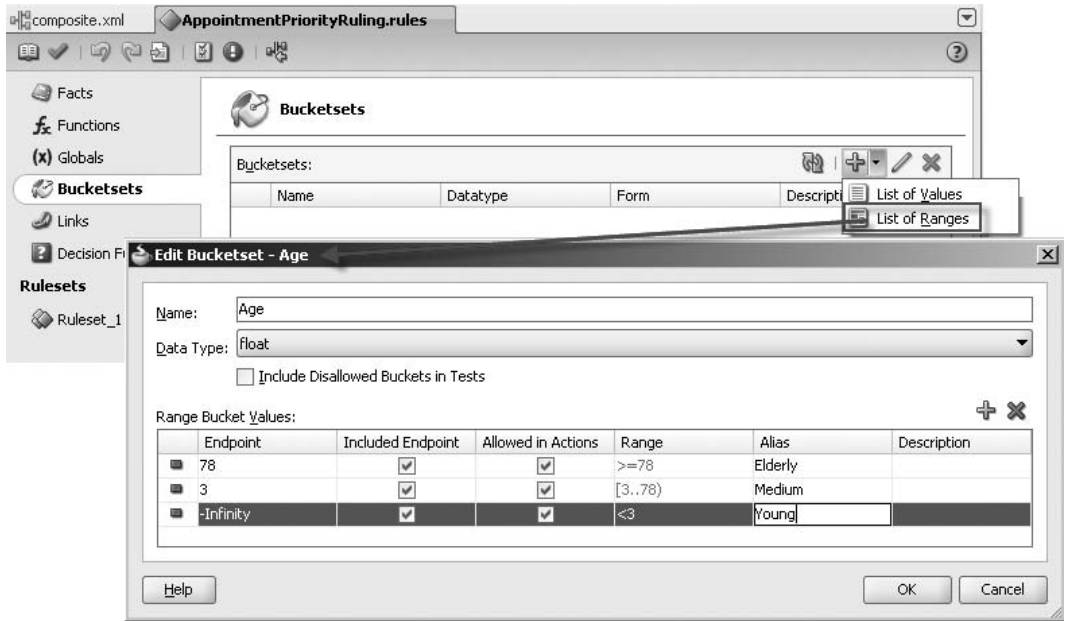 composite.xml AppointmentPriorityRuling.rules
Facts
Functions
(x) Globals
Bucketsets
Links
Decision Fu
Rulesets
Ruleset_1
Bucketsets
Bucketsets:
Name Datatype Form Descripti
List of Values
List of Ranges
Edit Bucketset - Age
Name: Age
Data Type: float
Include Disallowed Buckets in Tests
Range Bucket Values:
Endpoint Included Endpoint Allowed in Actions Range Alias Description
78 >=78 Elderly
3 [3..78) Medium
-Infinity <3 Young
Help OK Cancel